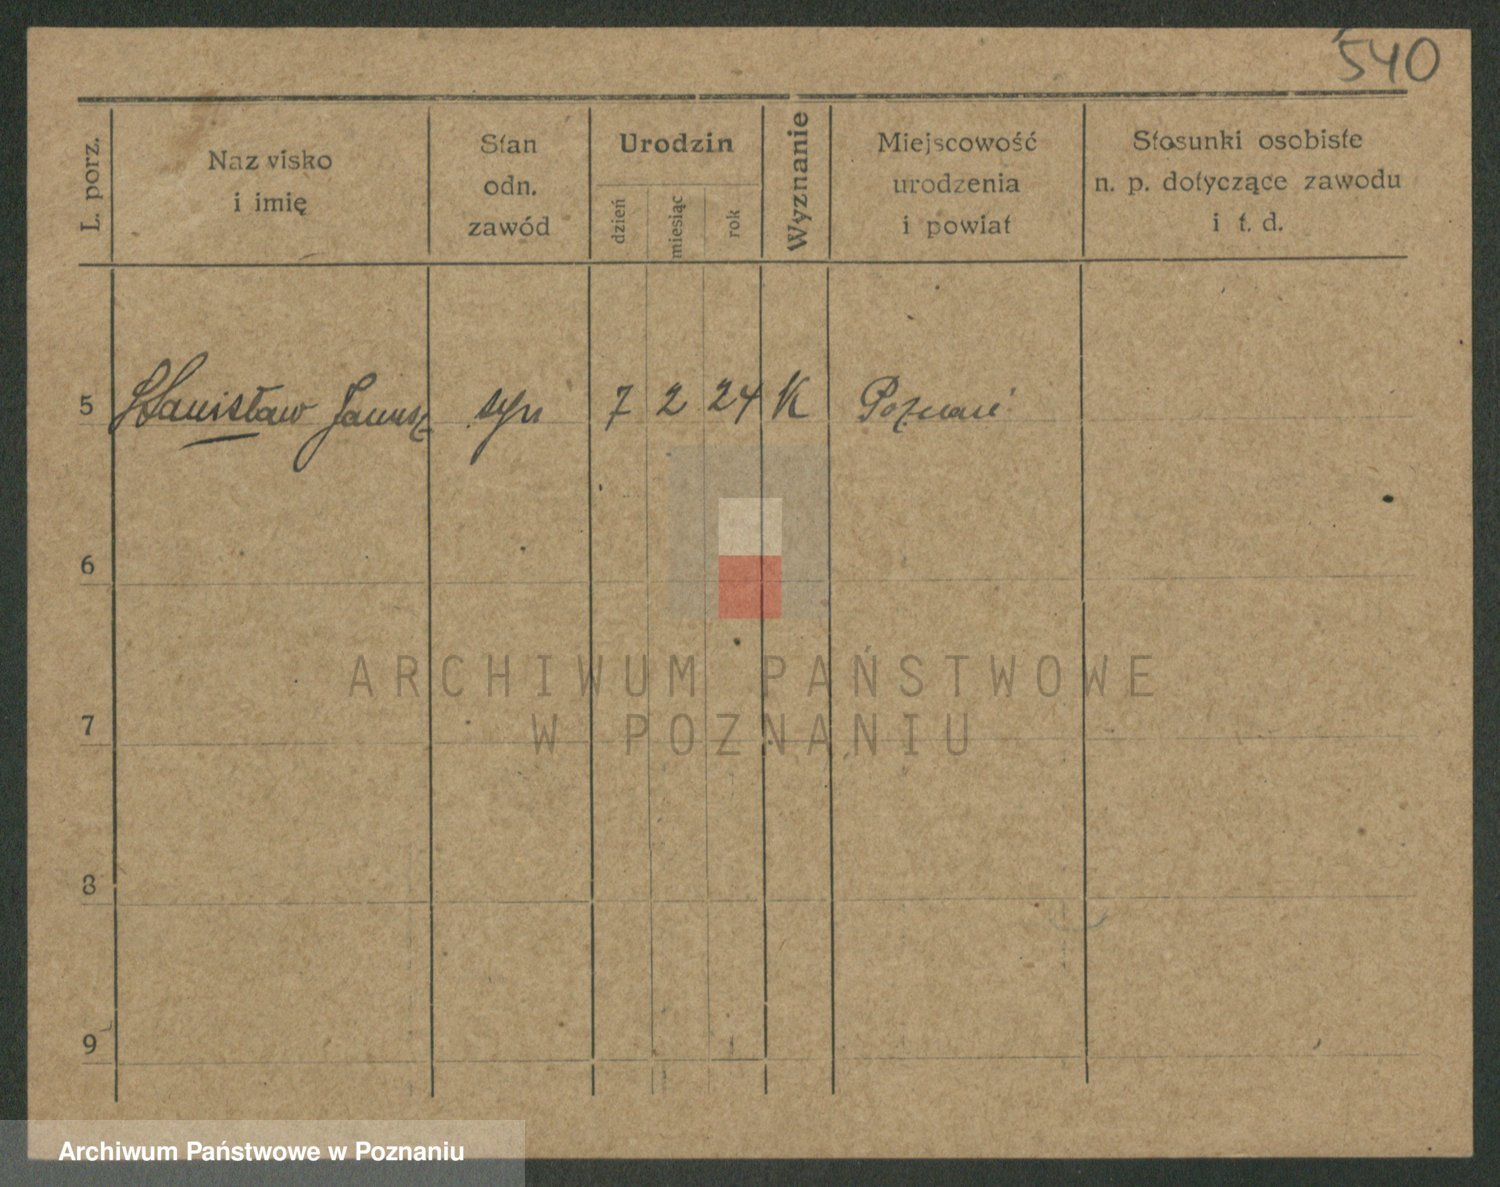 540
L. porz.
Nazwisko
i imię
Stan
odn.
zawód
Urodzin
dzień
miesiąc
rok
Wyznanie
Miejscowość
urodzenia
i powiat
Stosunki osobiste
n. p. dotyczące zawodu
i t. d.
5 Stanisław Janusz syn 7 2 24 K Poznań
6
7
8
9
ARCHIWUM PAŃSTWOWE
W POZNANIU
Archiwum Państwowe w Poznaniu